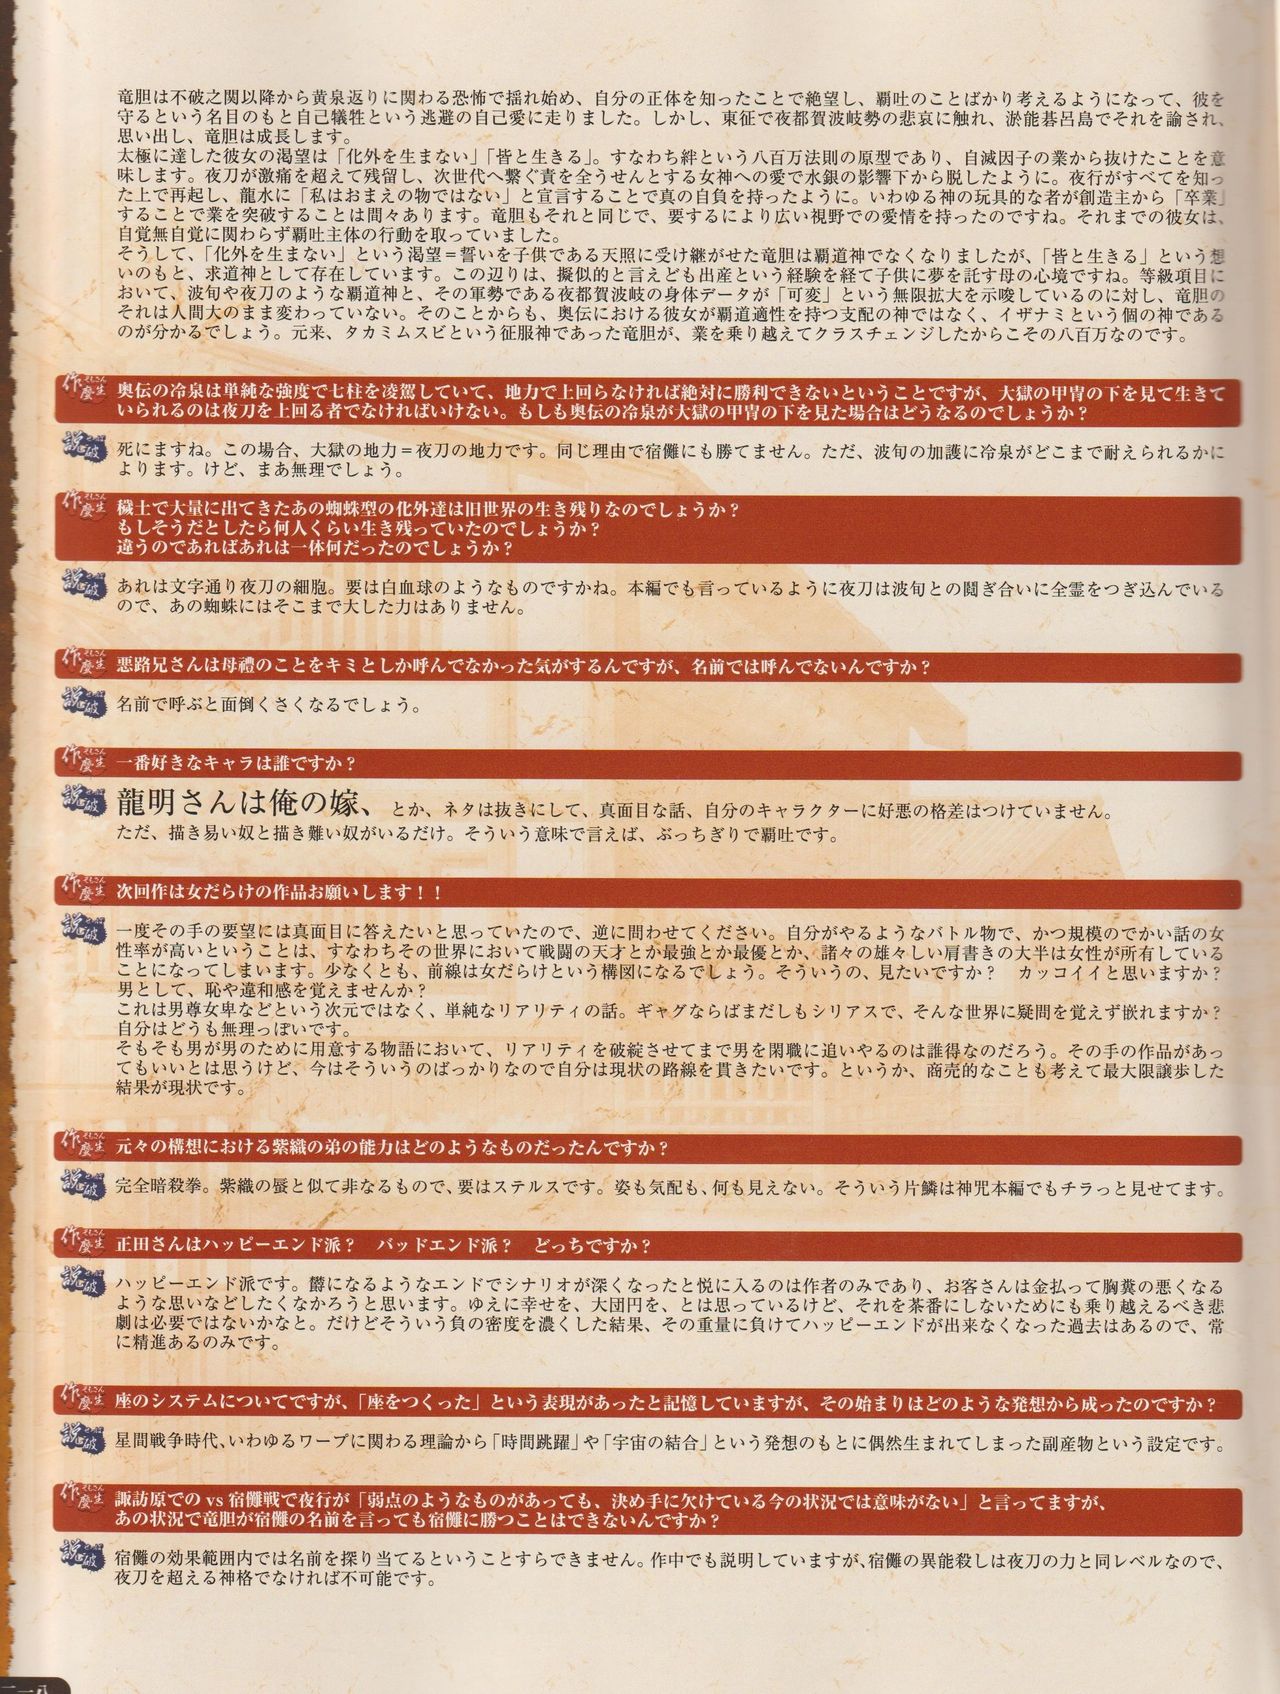 竜胆は不破之関以降から黄泉返りに関わる恐怖で揺れ始め、自分の正体を知ったことで絶望し、覇吐のことばかり考えるようになって、彼を
守るという名目のもと自己犠牲という逃避の自己愛に走りました。しかし、東征で夜都賀波岐勢の悲哀に触れ、淤能碁呂島でそれを諭され、
思い出し、竜胆は成長します。
太極に達した彼女の渇望は「化外を生まない」「皆と生きる」。すなわち絆という八百万法則の原型であり、自滅因子の業から抜けたことを意
味します。夜刀が激痛を超えて残留し、次世代へ繋ぐ責を全うせんとする女神への愛で水銀の影響下から脱したように。夜行がすべてを知っ
た上で再起し、龍水に「私はおまえの物ではない」と宣言することで真の自負を持ったように。いわゆる神の玩具的な者が創造主から「卒業」
することで業を突破することは間々あります。竜胆もそれと同じで、要するにより広い視野での愛情を持ったのですね。それまでの彼女は、
自覚無自覚に関わらず覇吐主体の行動を取っていました。
そうして、「化外を生まない」という渇望＝誓いを子供である天照に受け継がせた竜胆は覇道神でなくなりましたが、「皆と生きる」という想
いのもと、求道神として存在しています。この辺りは、擬似的と言えども出産という経験を経て子供に夢を託す母の心境ですね。等級項目に
おいて、波旬や夜刀のような覇道神と、その軍勢である夜都賀波岐の身体データが「可変」という無限拡大を示唆しているのに対し、竜胆の
それは人間大のまま変わっていない。そのことからも、奥伝における彼女が覇道適性を持つ支配の神ではなく、イザナミという個の神である
のが分かるでしょう。元来、タカミムスビという征服神であった竜胆が、業を乗り越えてクラスチェンジしたからこその八百万なのです。
作麼生 そもさん
奥伝の冷泉は単純な強度で七柱を凌駕していて、地力で上回らなければ絶対に勝利できないということですが、大獄の甲冑の下を見て生きて
いられるのは夜刀を上回る者でなければいけない。もしも奥伝の冷泉が大獄の甲冑の下を見た場合はどうなるのでしょうか？
説破
死にますね。この場合、大獄の地力＝夜刀の地力です。同じ理由で宿儺にも勝てません。ただ、波旬の加護に冷泉がどこまで耐えられるかに
よります。けど、まあ無理でしょう。
作麼生 そもさん
穢土で大量に出てきたあの蜘蛛型の化外達は旧世界の生き残りなのでしょうか？
もしそうだとしたら何人くらい生き残っていたのでしょうか？
違うのであればあれは一体何だったのでしょうか？
説破
あれは文字通り夜刀の細胞。要は白血球のようなものですかね。本編でも言っているように夜刀は波旬との鬩ぎ合いに全霊をつぎ込んでいる
ので、あの蜘蛛にはそこまで大した力はありません。
作麼生 そもさん
悪路兄さんは母禮のことをキミとしか呼んでなかった気がするんですが、名前では呼んでないんですか？
説破
名前で呼ぶと面倒くさくなるでしょう。
作麼生 そもさん
一番好きなキャラは誰ですか？
説破
龍明さんは俺の嫁、とか、ネタは抜きにして、真面目な話、自分のキャラクターに好悪の格差はつけていません。
ただ、描き易い奴と描き難い奴がいるだけ。そういう意味で言えば、ぶっちぎりで覇吐です。
作麼生 そもさん
次回作は女だらけの作品お願いします！！
説破
一度その手の要望には真面目に答えたいと思っていたので、逆に問わせてください。自分がやるようなバトル物で、かつ規模のでかい話の女
性率が高いということは、すなわちその世界において戦闘の天才とか最強とか最優とか、諸々の雄々しい肩書きの大半は女性が所有している
ことになってしまいます。少なくとも、前線は女だらけという構図になるでしょう。そういうの、見たいですか？　カッコイイと思いますか？
男として、恥や違和感を覚えませんか？
これは男尊女卑などという次元ではなく、単純なリアリティの話。ギャグならばまだしもシリアスで、そんな世界に疑問を覚えず嵌れますか？
自分はどうも無理っぽいです。
そもそも男が男のために用意する物語において、リアリティを破綻させてまで男を閑職に追いやるのは誰得なのだろう。その手の作品があっ
てもいいとは思うけど、今はそういうのばっかりなので自分は現状の路線を貫きたいです。というか、商売的なことも考えて最大限譲歩した
結果が現状です。
作麼生 そもさん
元々の構想における紫織の弟の能力はどのようなものだったんですか？
説破
完全暗殺拳。紫織の蜃と似て非なるもので、要はステルスです。姿も気配も、何も見えない。そういう片鱗は神咒本編でもチラっと見せてます。
作麼生 そもさん
正田さんはハッピーエンド派？　バッドエンド派？　どっちですか？
説破
ハッピーエンド派です。欝になるようなエンドでシナリオが深くなったと悦に入るのは作者のみであり、お客さんは金払って胸糞の悪くなる
ような思いなどしたくなかろうと思います。ゆえに幸せを、大団円を、とは思っているけど、それを茶番にしないためにも乗り越えるべき悲
劇は必要ではないかなと。だけどそういう負の密度を濃くした結果、その重量に負けてハッピーエンドが出来なくなった過去はあるので、常
に精進あるのみです。
作麼生 そもさん
座のシステムについてですが、「座をつくった」という表現があったと記憶していますが、その始まりはどのような発想から成ったのですか？
説破
星間戦争時代、いわゆるワープに関わる理論から「時間跳躍」や「宇宙の結合」という発想のもとに偶然生まれてしまった副産物という設定です。
作麼生 そもさん
諏訪原での vs 宿儺戦で夜行が「弱点のようなものがあっても、決め手に欠けている今の状況では意味がない」と言ってますが、
あの状況で竜胆が宿儺の名前を言っても宿儺に勝つことはできないんですか？
説破
宿儺の効果範囲内では名前を探り当てるということすらできません。作中でも説明していますが、宿儺の異能殺しは夜刀の力と同レベルなので、
夜刀を超える神格でなければ不可能です。